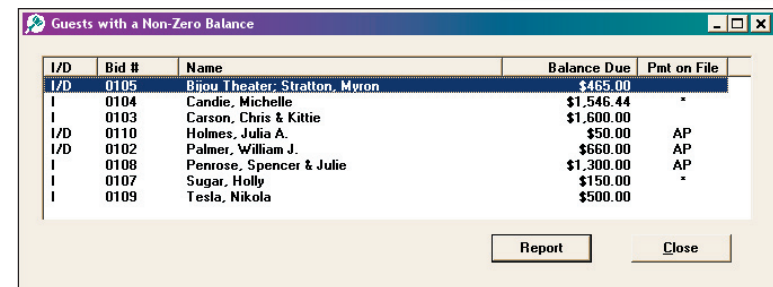 Guests with a Non-Zero Balance
I/D Bid # Name Balance Due Pmt on File
I/D 0105 Bijou Theater; Stratton, Myron $465.00
I 0104 Candie, Michelle $1,546.44 *
I 0103 Carson, Chris & Kittie $1,600.00
I/D 0110 Holmes, Julia A. $50.00 AP
I/D 0102 Palmer, William J. $660.00 AP
I 0108 Penrose, Spencer & Julie $1,300.00 AP
I 0107 Sugar, Holly $150.00 *
I 0109 Tesla, Nikola $500.00
Report Close